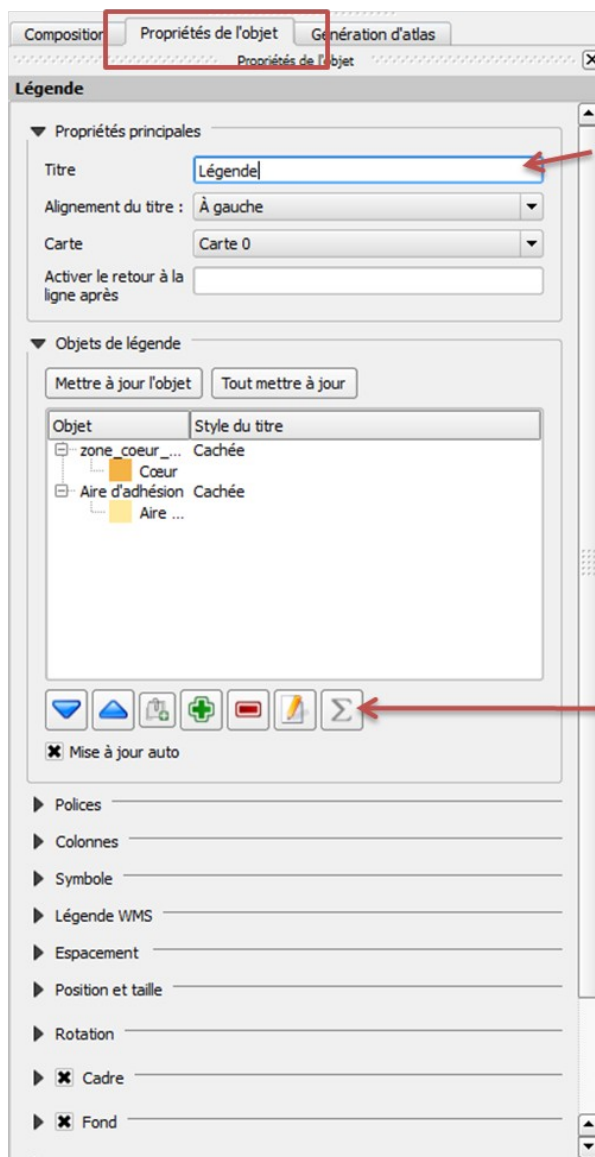 Composition Propriétés de l'objet Génération d'atlas
Propriétés de l'objet
Légende
Propriétés principales
Titre Légende
Alignement du titre : À gauche
Carte Carte 0
Activer le retour à la
ligne après
Objets de légende
Mettre à jour l'objet Tout mettre à jour
Objet Style du titre
zone_coeur_... Cachée
Cœur
Aire d'adhésion Cachée
Aire ...
Mise à jour auto
Polices
Colonnes
Symbole
Légende WMS
Espacement
Position et taille
Rotation
Cadre
Fond